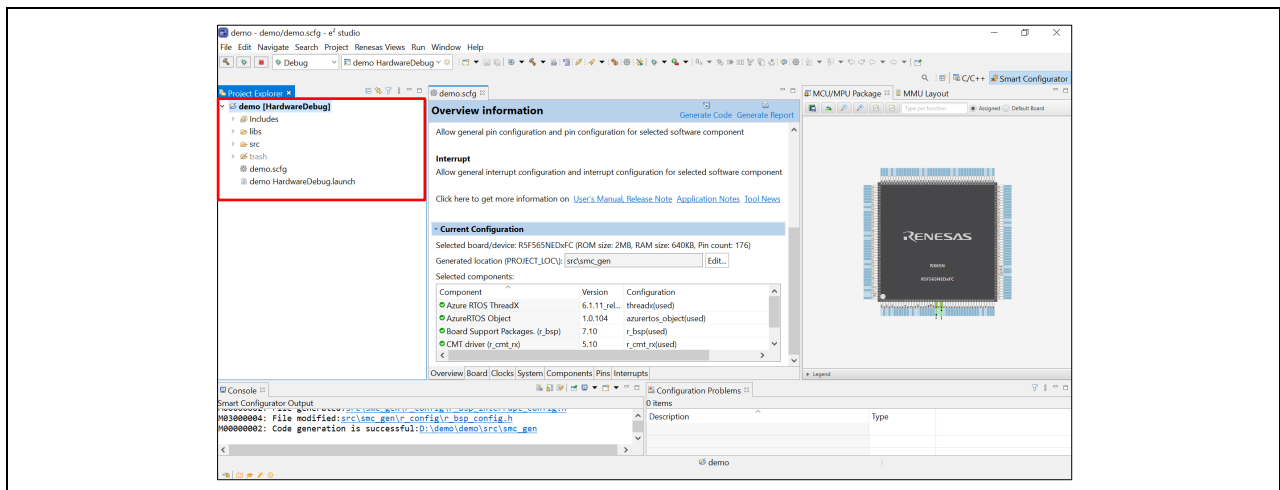 demo - demo/demo.scfg - e² studio
File Edit Navigate Search Project Renesas Views Run Window Help
Debug demo HardwareDebug
C/C++ Smart Configurator
Project Explorer
demo [HardwareDebug]
Includes
libs
src
trash
demo.scfg
demo HardwareDebug.launch
demo.scfg
Overview information
Generate Code Generate Report
Allow general pin configuration and pin configuration for selected software component
Interrupt
Allow general interrupt configuration and interrupt configuration for selected software component
Click here to get more information on User's Manual, Release Note Application Notes Tool News
Current Configuration
Selected board/device: R5F565NEDxFC (ROM size: 2MB, RAM size: 640KB, Pin count: 176)
Generated location (PROJECT_LOC\): src\smc_gen Edit...
Selected components:
Component Version Configuration
Azure RTOS ThreadX 6.1.11_rel... threadx(used)
AzureRTOS Object 1.0.104 azurertos_object(used)
Board Support Packages. (r_bsp) 7.10 r_bsp(used)
CMT driver (r_cmt_rx) 5.10 r_cmt_rx(used)
Overview Board Clocks System Components Pins Interrupts
MCU/MPU Package MMU Layout
Type pin function Assigned Default Board
RENESAS
RX65N
R5F565NEDxFC
Legend
Console
Smart Configurator Output
M03000004: File modified:src\smc_gen\r_config\r_bsp_config.h
M00000002: Code generation is successful:D:\demo\demo\src\smc_gen
Configuration Problems
0 items
Description Type
demo